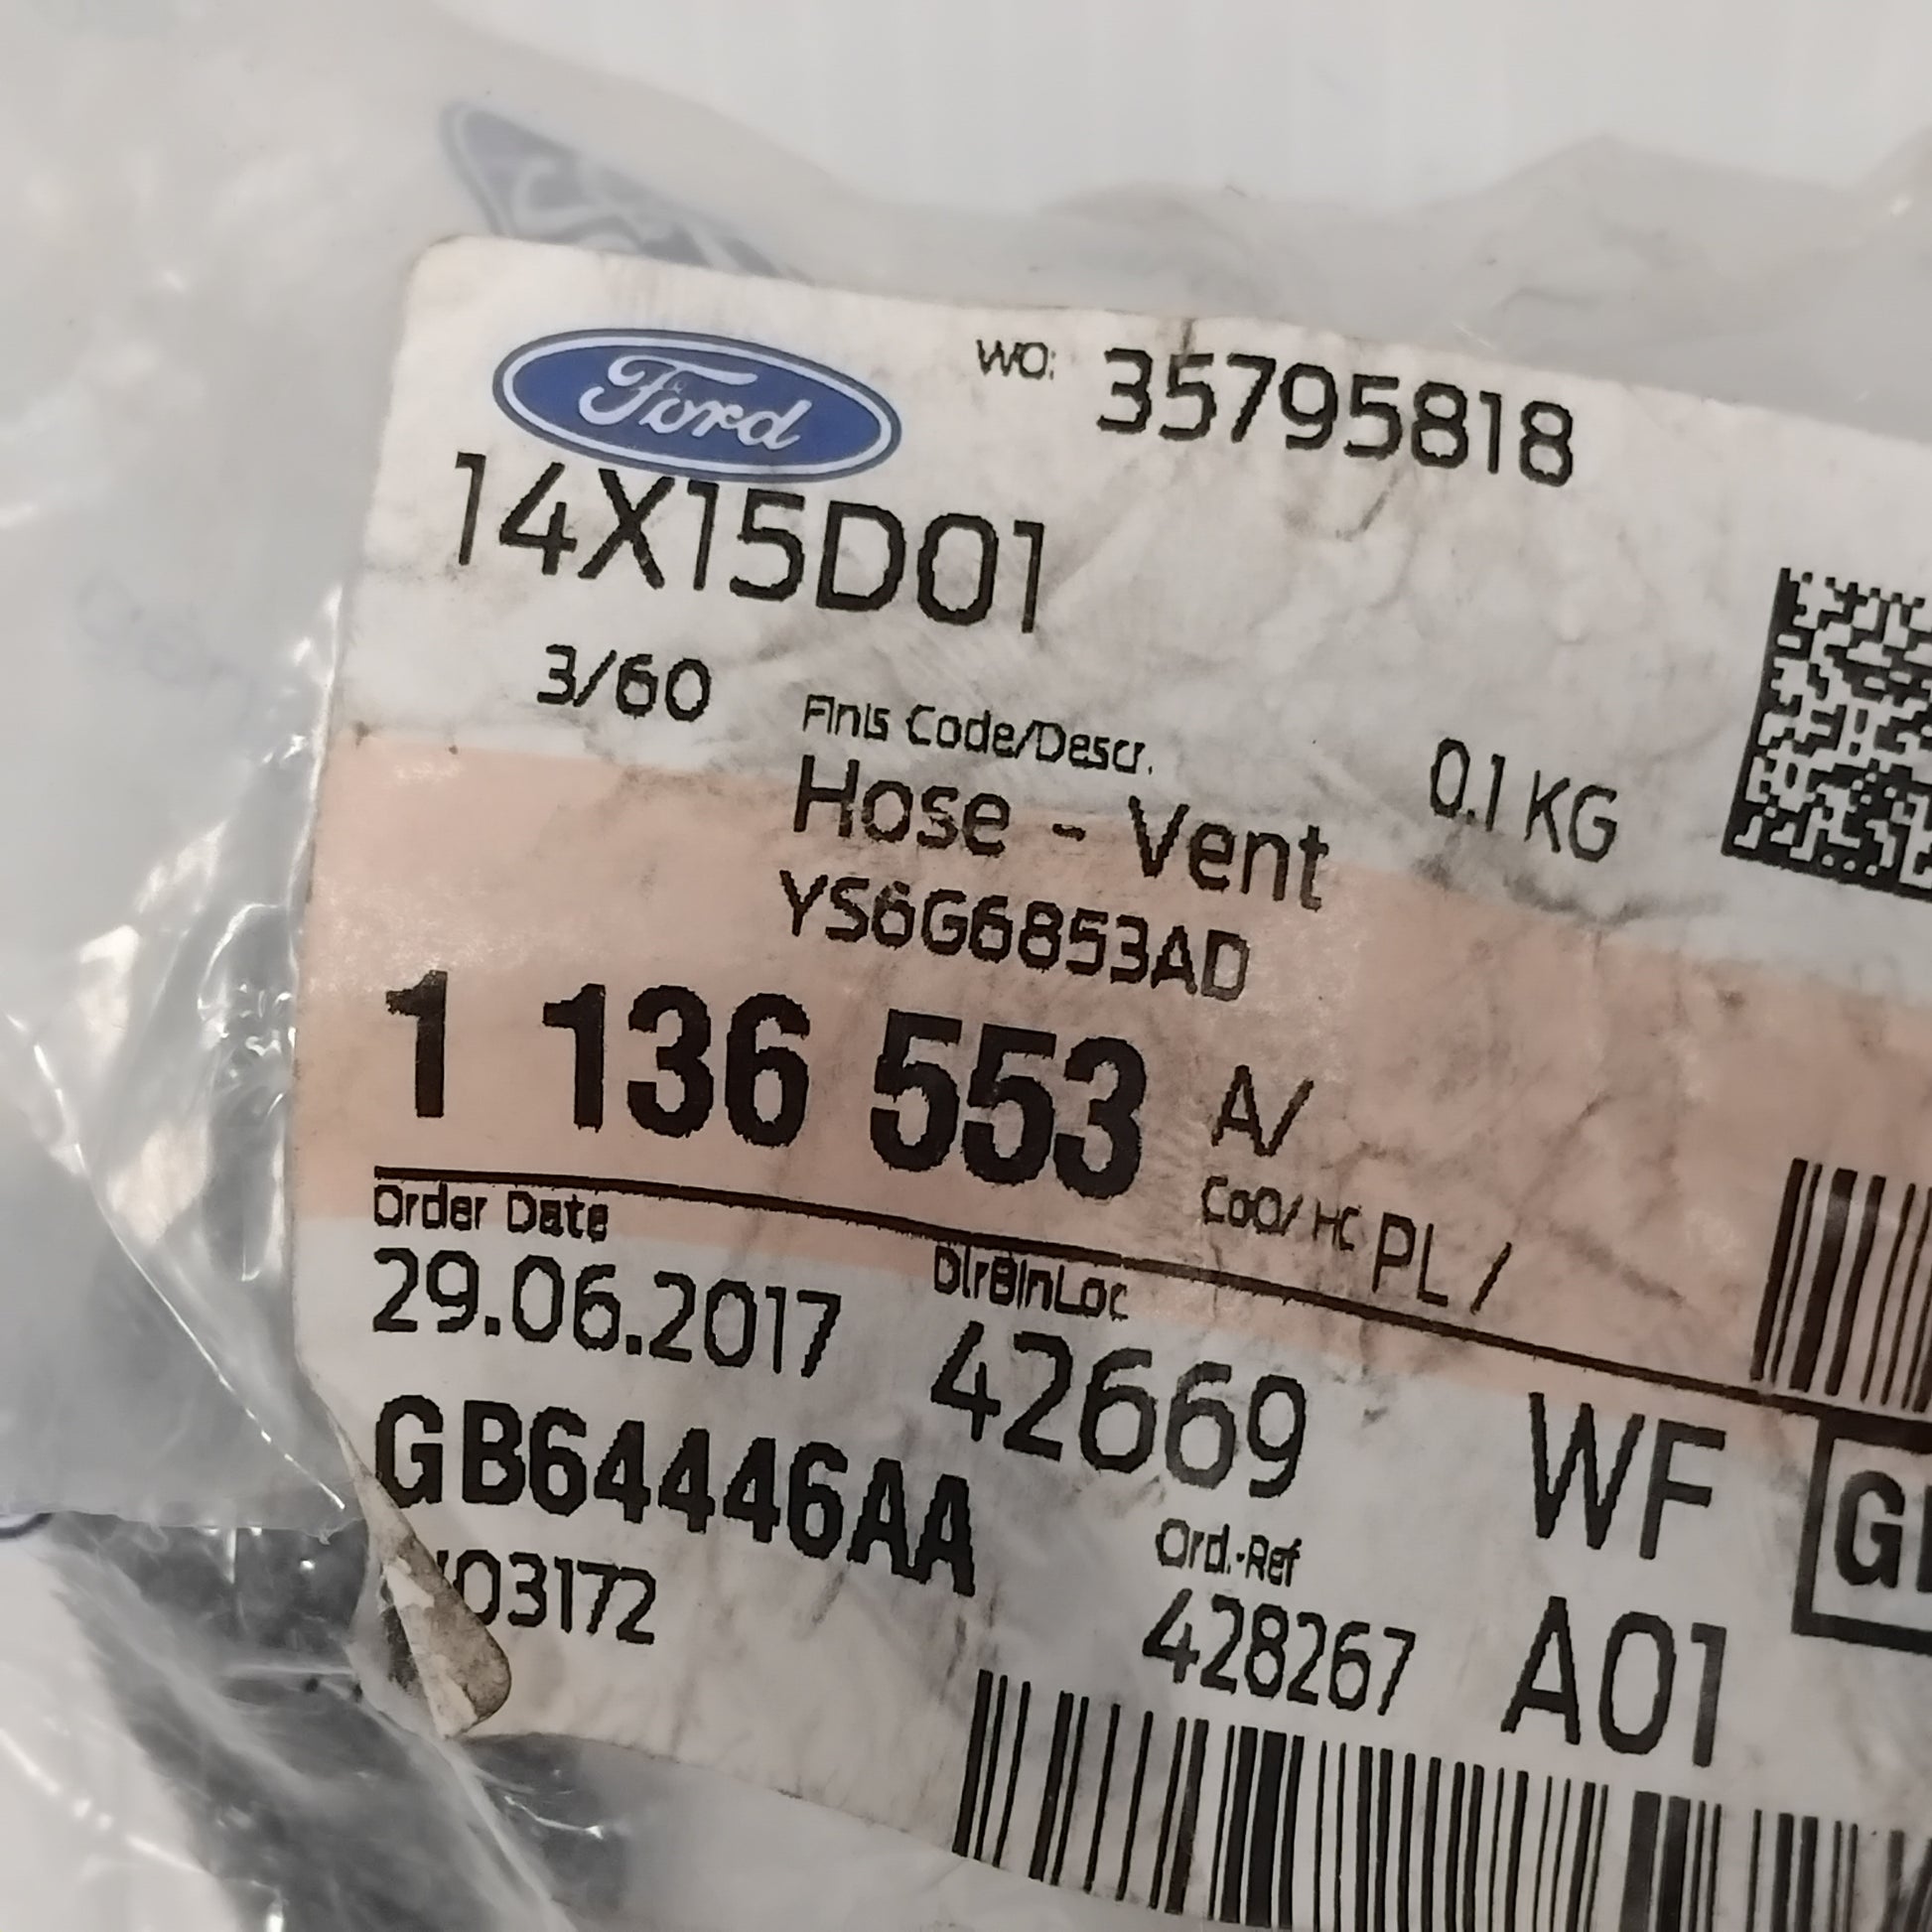 Ford
WO: 35795818
14X15D01
3/60
Finis Code/Descr.
Hose - Vent
0.1 KG
YS6G6853AD
1 136 553 A/
CoO/ HC PL /
Order Date
DlrBinLoc
29.06.2017
42669
WF
GB64446AA
Ord.-Ref
03172
428267
A01